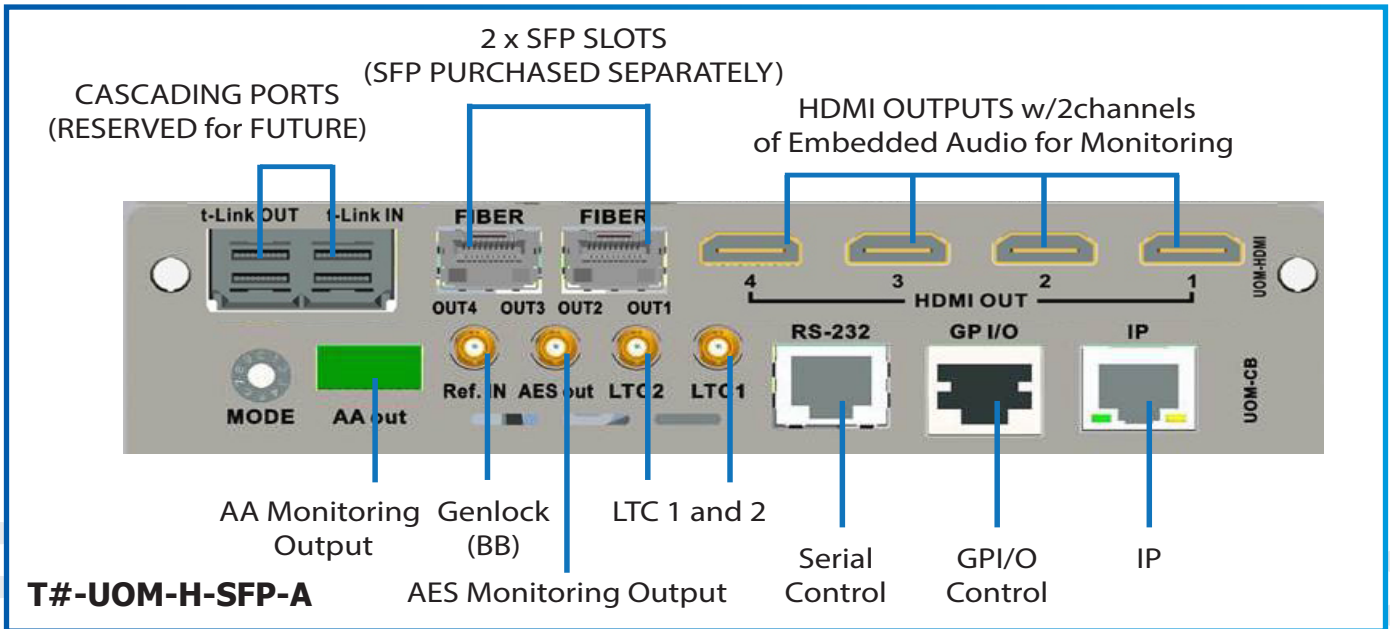 2 x SFP SLOTS
(SFP PURCHASED SEPARATELY)
CASCADING PORTS
(RESERVED for FUTURE)
HDMI OUTPUTS w/2channels
of Embedded Audio for Monitoring
t-Link OUT t-Link IN
FIBER FIBER
4 3 2 1
HDMI OUT
UOM-HDMI
OUT4 OUT3 OUT2 OUT1
RS-232 GP I/O IP
Ref. IN AES out LTC2 LTC1
MODE AA out
UOM-CB
AA Monitoring
Output
Genlock
(BB)
LTC 1 and 2
AES Monitoring Output
Serial
Control
GPI/O
Control
IP
T#-UOM-H-SFP-A